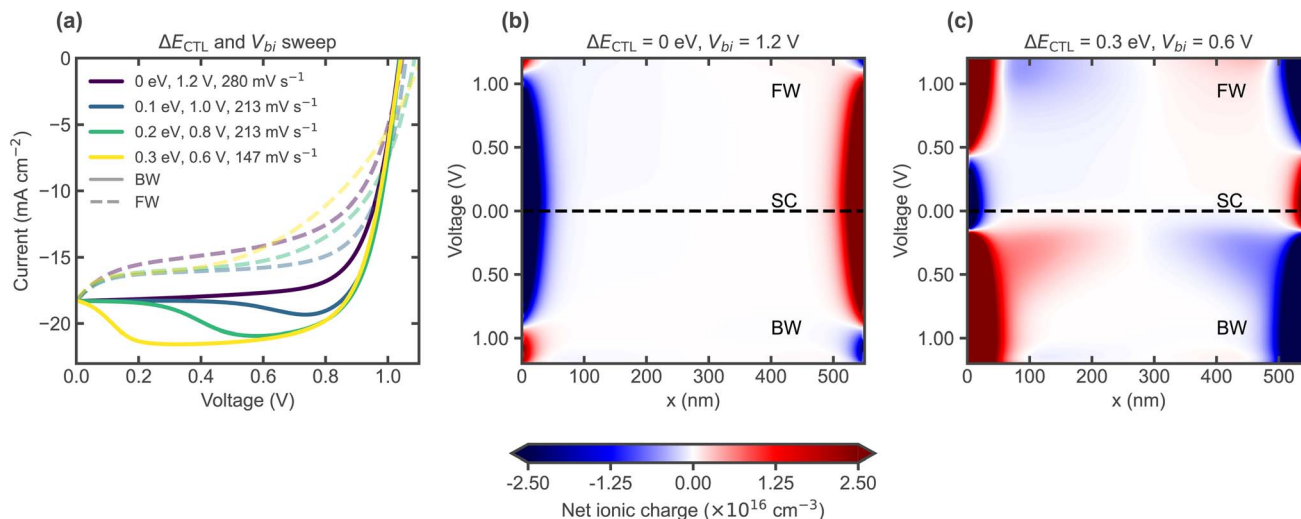 (a)
ΔE_CTL and V_bi sweep
0
−5
−10
−15
−20
Current (mA cm⁻²)
0 eV, 1.2 V, 280 mV s⁻¹
0.1 eV, 1.0 V, 213 mV s⁻¹
0.2 eV, 0.8 V, 213 mV s⁻¹
0.3 eV, 0.6 V, 147 mV s⁻¹
BW
FW
0.0 0.2 0.4 0.6 0.8 1.0
Voltage (V)
(b)
ΔE_CTL = 0 eV, V_bi = 1.2 V
1.00
0.50
0.00
0.50
1.00
Voltage (V)
FW
SC
BW
0 100 200 300 400 500
x (nm)
(c)
ΔE_CTL = 0.3 eV, V_bi = 0.6 V
1.00
0.50
0.00
0.50
1.00
Voltage (V)
FW
SC
BW
0 100 200 300 400 500
x (nm)
−2.50 −1.25 0.00 1.25 2.50
Net ionic charge (×10¹⁶ cm⁻³)